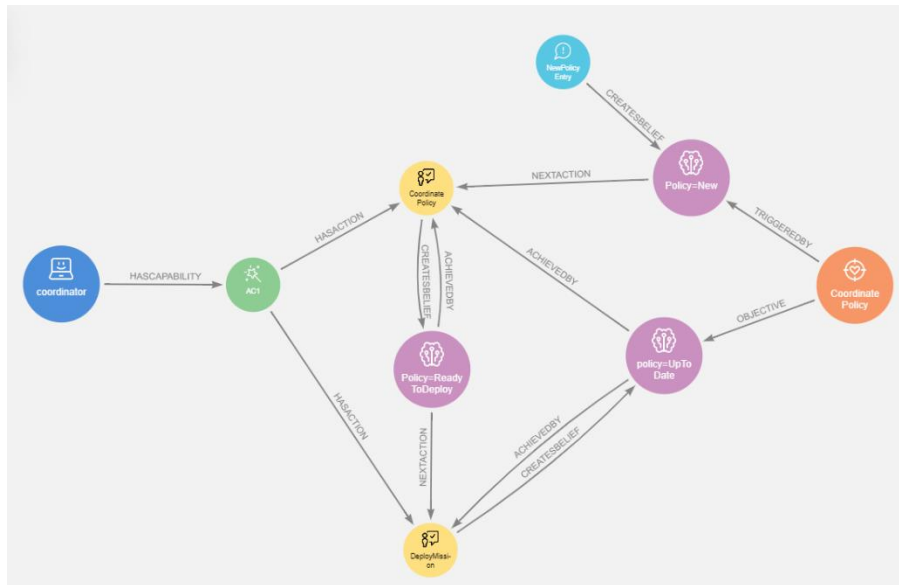 NewPolicy
Entry
CREATESBELIEF
Policy=New
NEXTACTION
Coordinate
Policy
TRIGGEREDBY
HASACTION
CREATESBELIEF
ACHIEVEDBY
ACHIEVEDBY
coordinator
HASCAPABILITY
AC1
Coordinate
Policy
OBJECTIVE
Policy=Ready
ToDeploy
policy=UpTo
Date
HASACTION
NEXTACTION
ACHIEVEDBY
CREATESBELIEF
DeployMissi-
on